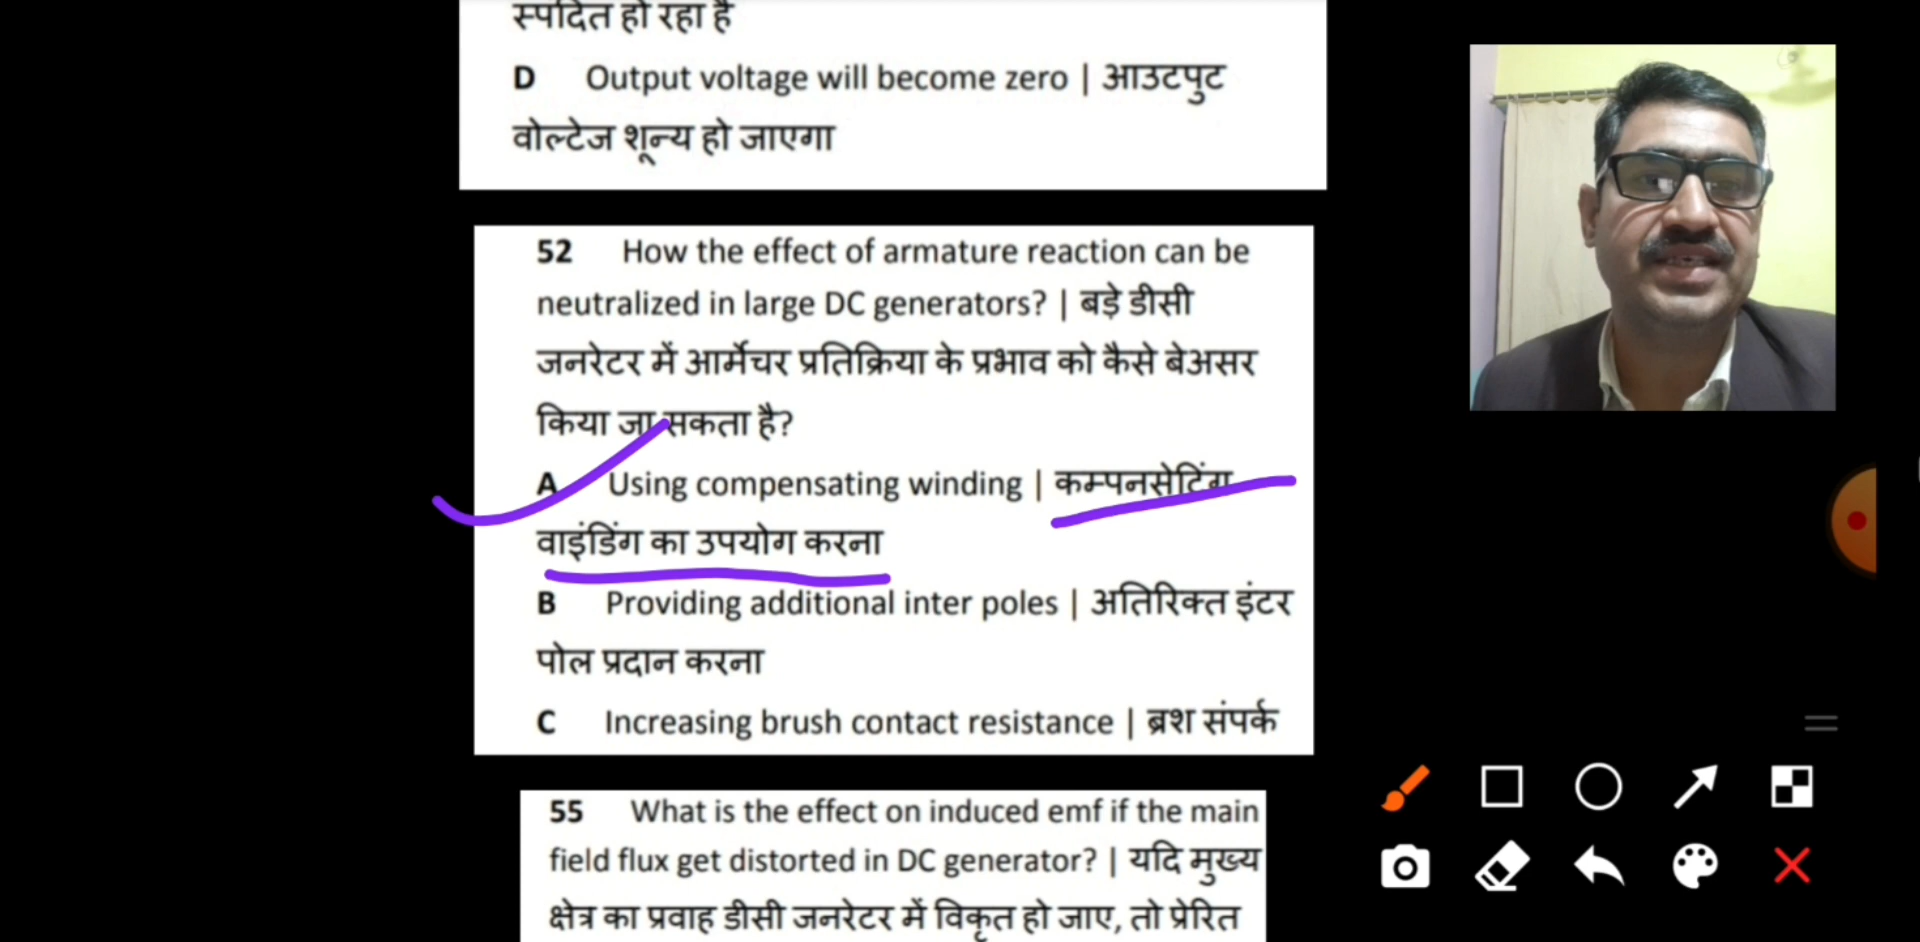 स्पंदित हो रहा है
D Output voltage will become zero | आउटपुट
वोल्टेज शून्य हो जाएगा
52 How the effect of armature reaction can be
neutralized in large DC generators? | बड़े डीसी
जनरेटर में आर्मेचर प्रतिक्रिया के प्रभाव को कैसे बेअसर
किया जा सकता है?
A Using compensating winding | कम्पनसेटिंग
वाइंडिंग का उपयोग करना
B Providing additional inter poles | अतिरिक्त इंटर
पोल प्रदान करना
C Increasing brush contact resistance | ब्रश संपर्क
55 What is the effect on induced emf if the main
field flux get distorted in DC generator? | यदि मुख्य
क्षेत्र का प्रवाह डीसी जनरेटर में विकृत हो जाए, तो प्रेरित